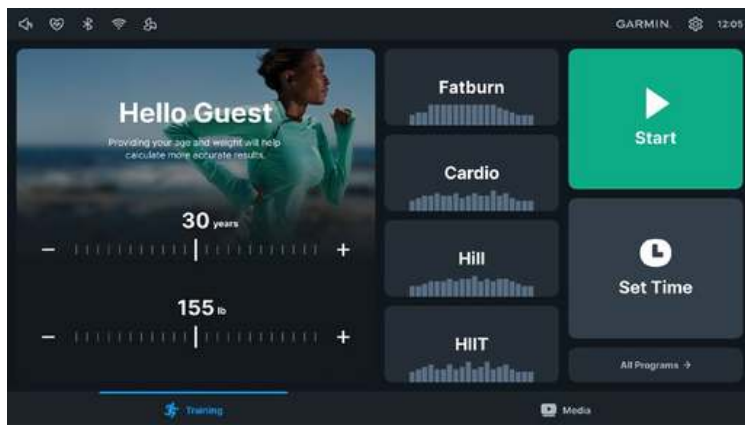 GARMIN.
12:05
Hello Guest
Providing your age and weight will help
calculate more accurate results.
30 years
155 lb
Fatburn
Cardio
Hill
HIIT
Start
Set Time
All Programs →
Training
Media